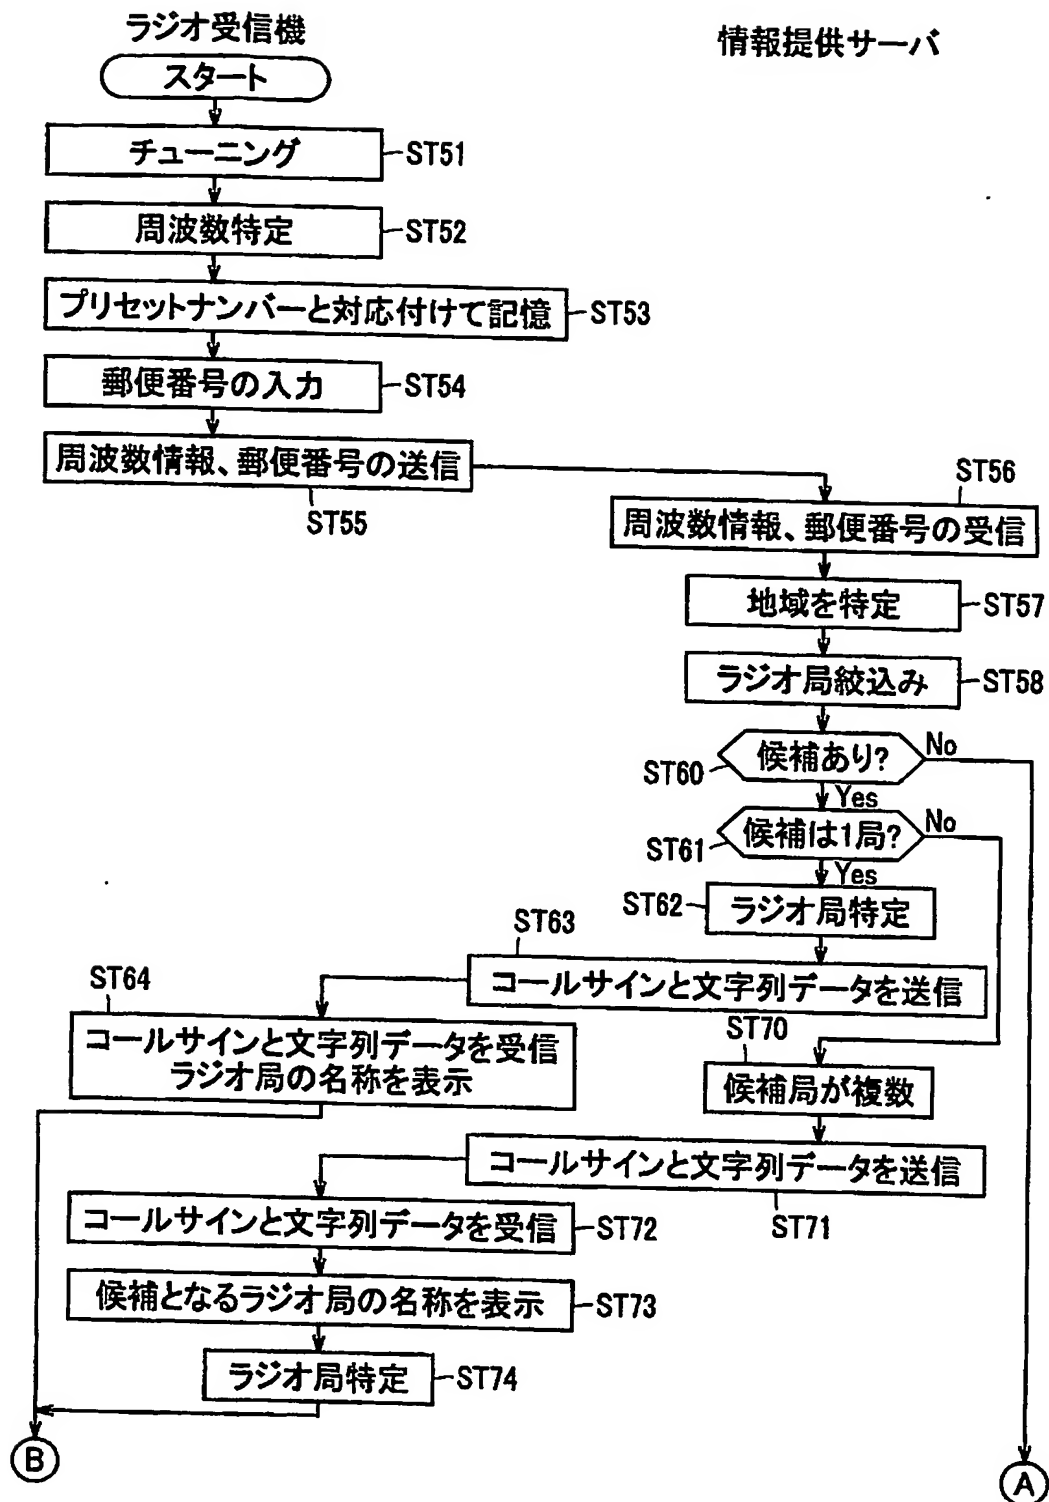 ラジオ受信機
情報提供サーバ
スタート
チューニング
ST51
周波数特定
ST52
プリセットナンバーと対応付けて記憶
ST53
郵便番号の入力
ST54
周波数情報、郵便番号の送信
ST55
ST56
周波数情報、郵便番号の受信
地域を特定
ST57
ラジオ局絞込み
ST58
候補あり?
No
ST60
Yes
候補は1局?
No
ST61
Yes
ST62
ラジオ局特定
ST63
コールサインと文字列データを送信
ST64
コールサインと文字列データを受信
ラジオ局の名称を表示
ST70
候補局が複数
コールサインと文字列データを送信
ST71
コールサインと文字列データを受信
ST72
候補となるラジオ局の名称を表示
ST73
ラジオ局特定
ST74
B
A